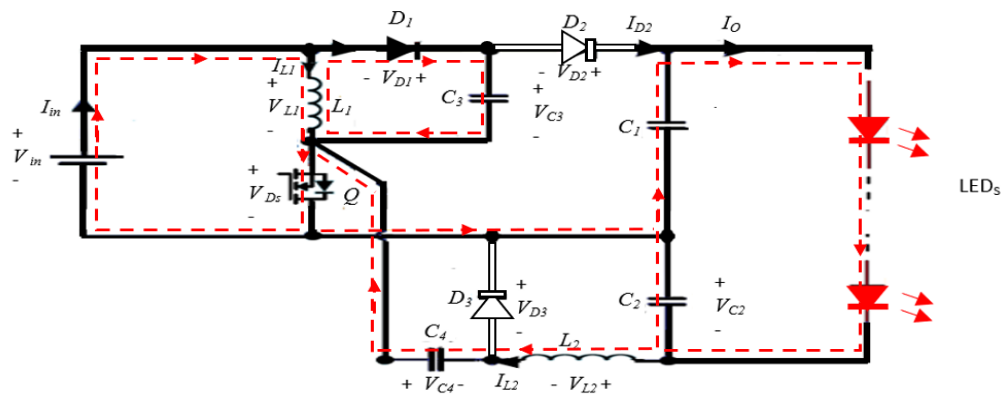 D1 D2 ID2 IO
IL1 - VD1+ - VD2+
+ VL1 - L1 C3 + VC3 - C1
Iin
+ Vin -
+ VDs - Q
LEDs
D3 + VD3 - C2 + VC2 -
C4 L2
+ VC4 - IL2 - VL2+